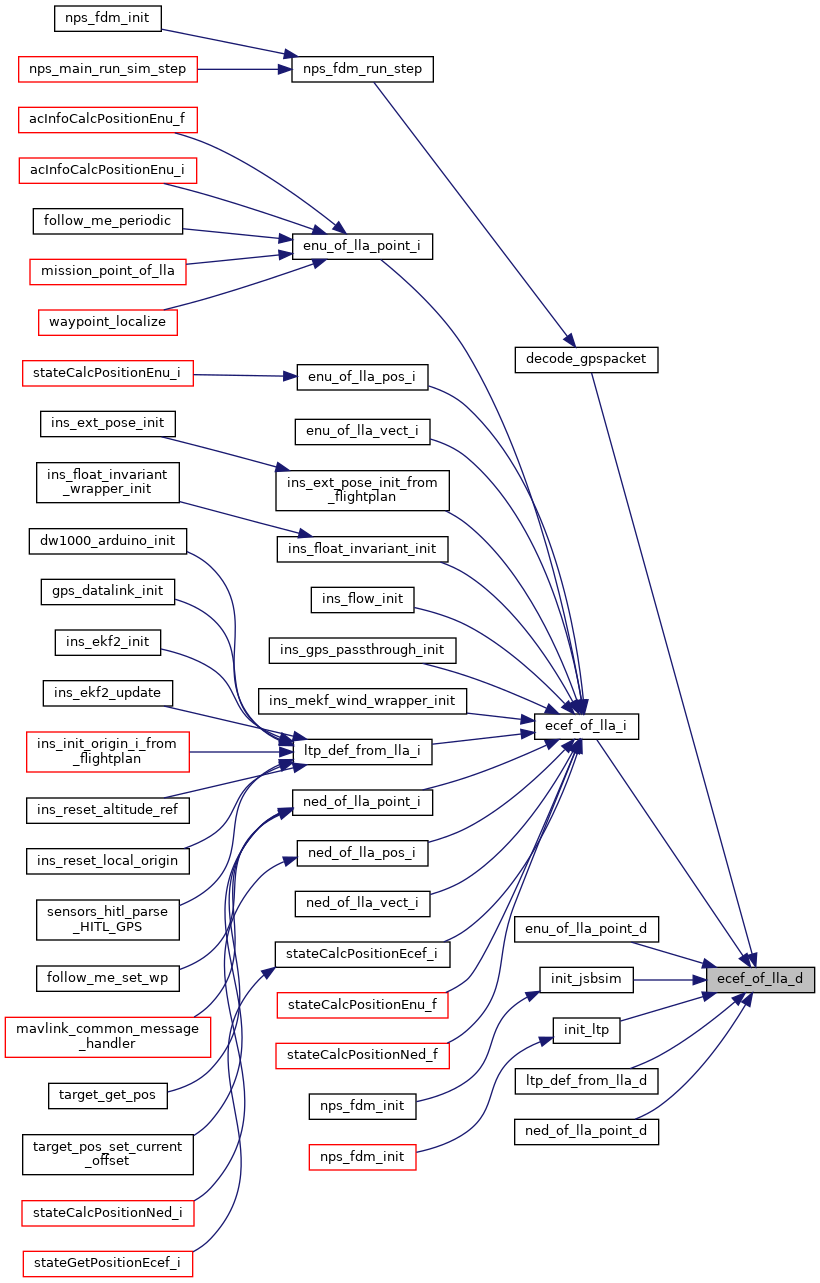 nps_fdm_init
nps_main_run_sim_step
nps_fdm_run_step
acInfoCalcPositionEnu_f
acInfoCalcPositionEnu_i
follow_me_periodic
mission_point_of_lla
waypoint_localize
enu_of_lla_point_i
decode_gpspacket
stateCalcPositionEnu_i
enu_of_lla_pos_i
ins_ext_pose_init
enu_of_lla_vect_i
ins_float_invariant
_wrapper_init
ins_ext_pose_init_from
_flightplan
dw1000_arduino_init
ins_float_invariant_init
gps_datalink_init
ins_flow_init
ins_ekf2_init
ins_gps_passthrough_init
ins_ekf2_update
ins_mekf_wind_wrapper_init
ecef_of_lla_i
ins_init_origin_i_from
_flightplan
ltp_def_from_lla_i
ins_reset_altitude_ref
ned_of_lla_point_i
ins_reset_local_origin
ned_of_lla_pos_i
sensors_hitl_parse
_HITL_GPS
ned_of_lla_vect_i
enu_of_lla_point_d
follow_me_set_wp
stateCalcPositionEcef_i
init_jsbsim
ecef_of_lla_d
mavlink_common_message
_handler
stateCalcPositionEnu_f
init_ltp
stateCalcPositionNed_f
ltp_def_from_lla_d
target_get_pos
nps_fdm_init
ned_of_lla_point_d
target_pos_set_current
_offset
nps_fdm_init
stateCalcPositionNed_i
stateGetPositionEcef_i